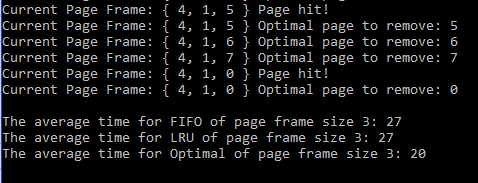 Current Page Frame: { 4, 1, 5 } Page hit!
Current Page Frame: { 4, 1, 5 } Optimal page to remove: 5
Current Page Frame: { 4, 1, 6 } Optimal page to remove: 6
Current Page Frame: { 4, 1, 7 } Optimal page to remove: 7
Current Page Frame: { 4, 1, 0 } Page hit!
Current Page Frame: { 4, 1, 0 } Optimal page to remove: 0
The average time for FIFO of page frame size 3: 27
The average time for LRU of page frame size 3: 27
The average time for Optimal of page frame size 3: 20